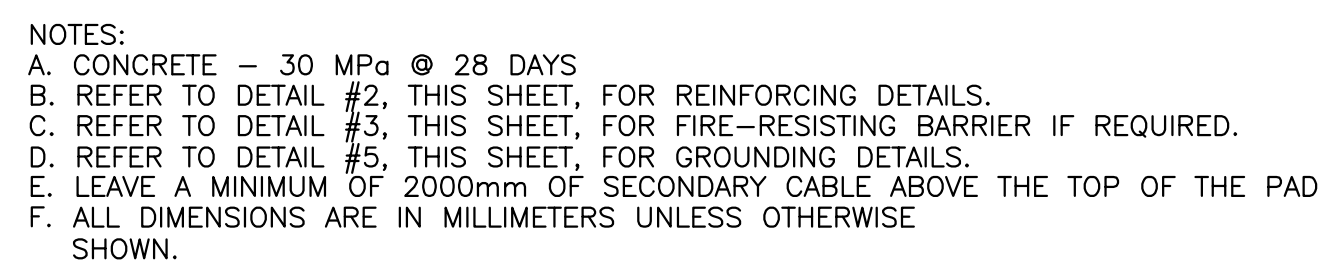 NOTES:
A. CONCRETE – 30 MPa @ 28 DAYS
B. REFER TO DETAIL #2, THIS SHEET, FOR REINFORCING DETAILS.
C. REFER TO DETAIL #3, THIS SHEET, FOR FIRE–RESISTING BARRIER IF REQUIRED.
D. REFER TO DETAIL #5, THIS SHEET, FOR GROUNDING DETAILS.
E. LEAVE A MINIMUM OF 2000mm OF SECONDARY CABLE ABOVE THE TOP OF THE PAD
F. ALL DIMENSIONS ARE IN MILLIMETERS UNLESS OTHERWISE
SHOWN.